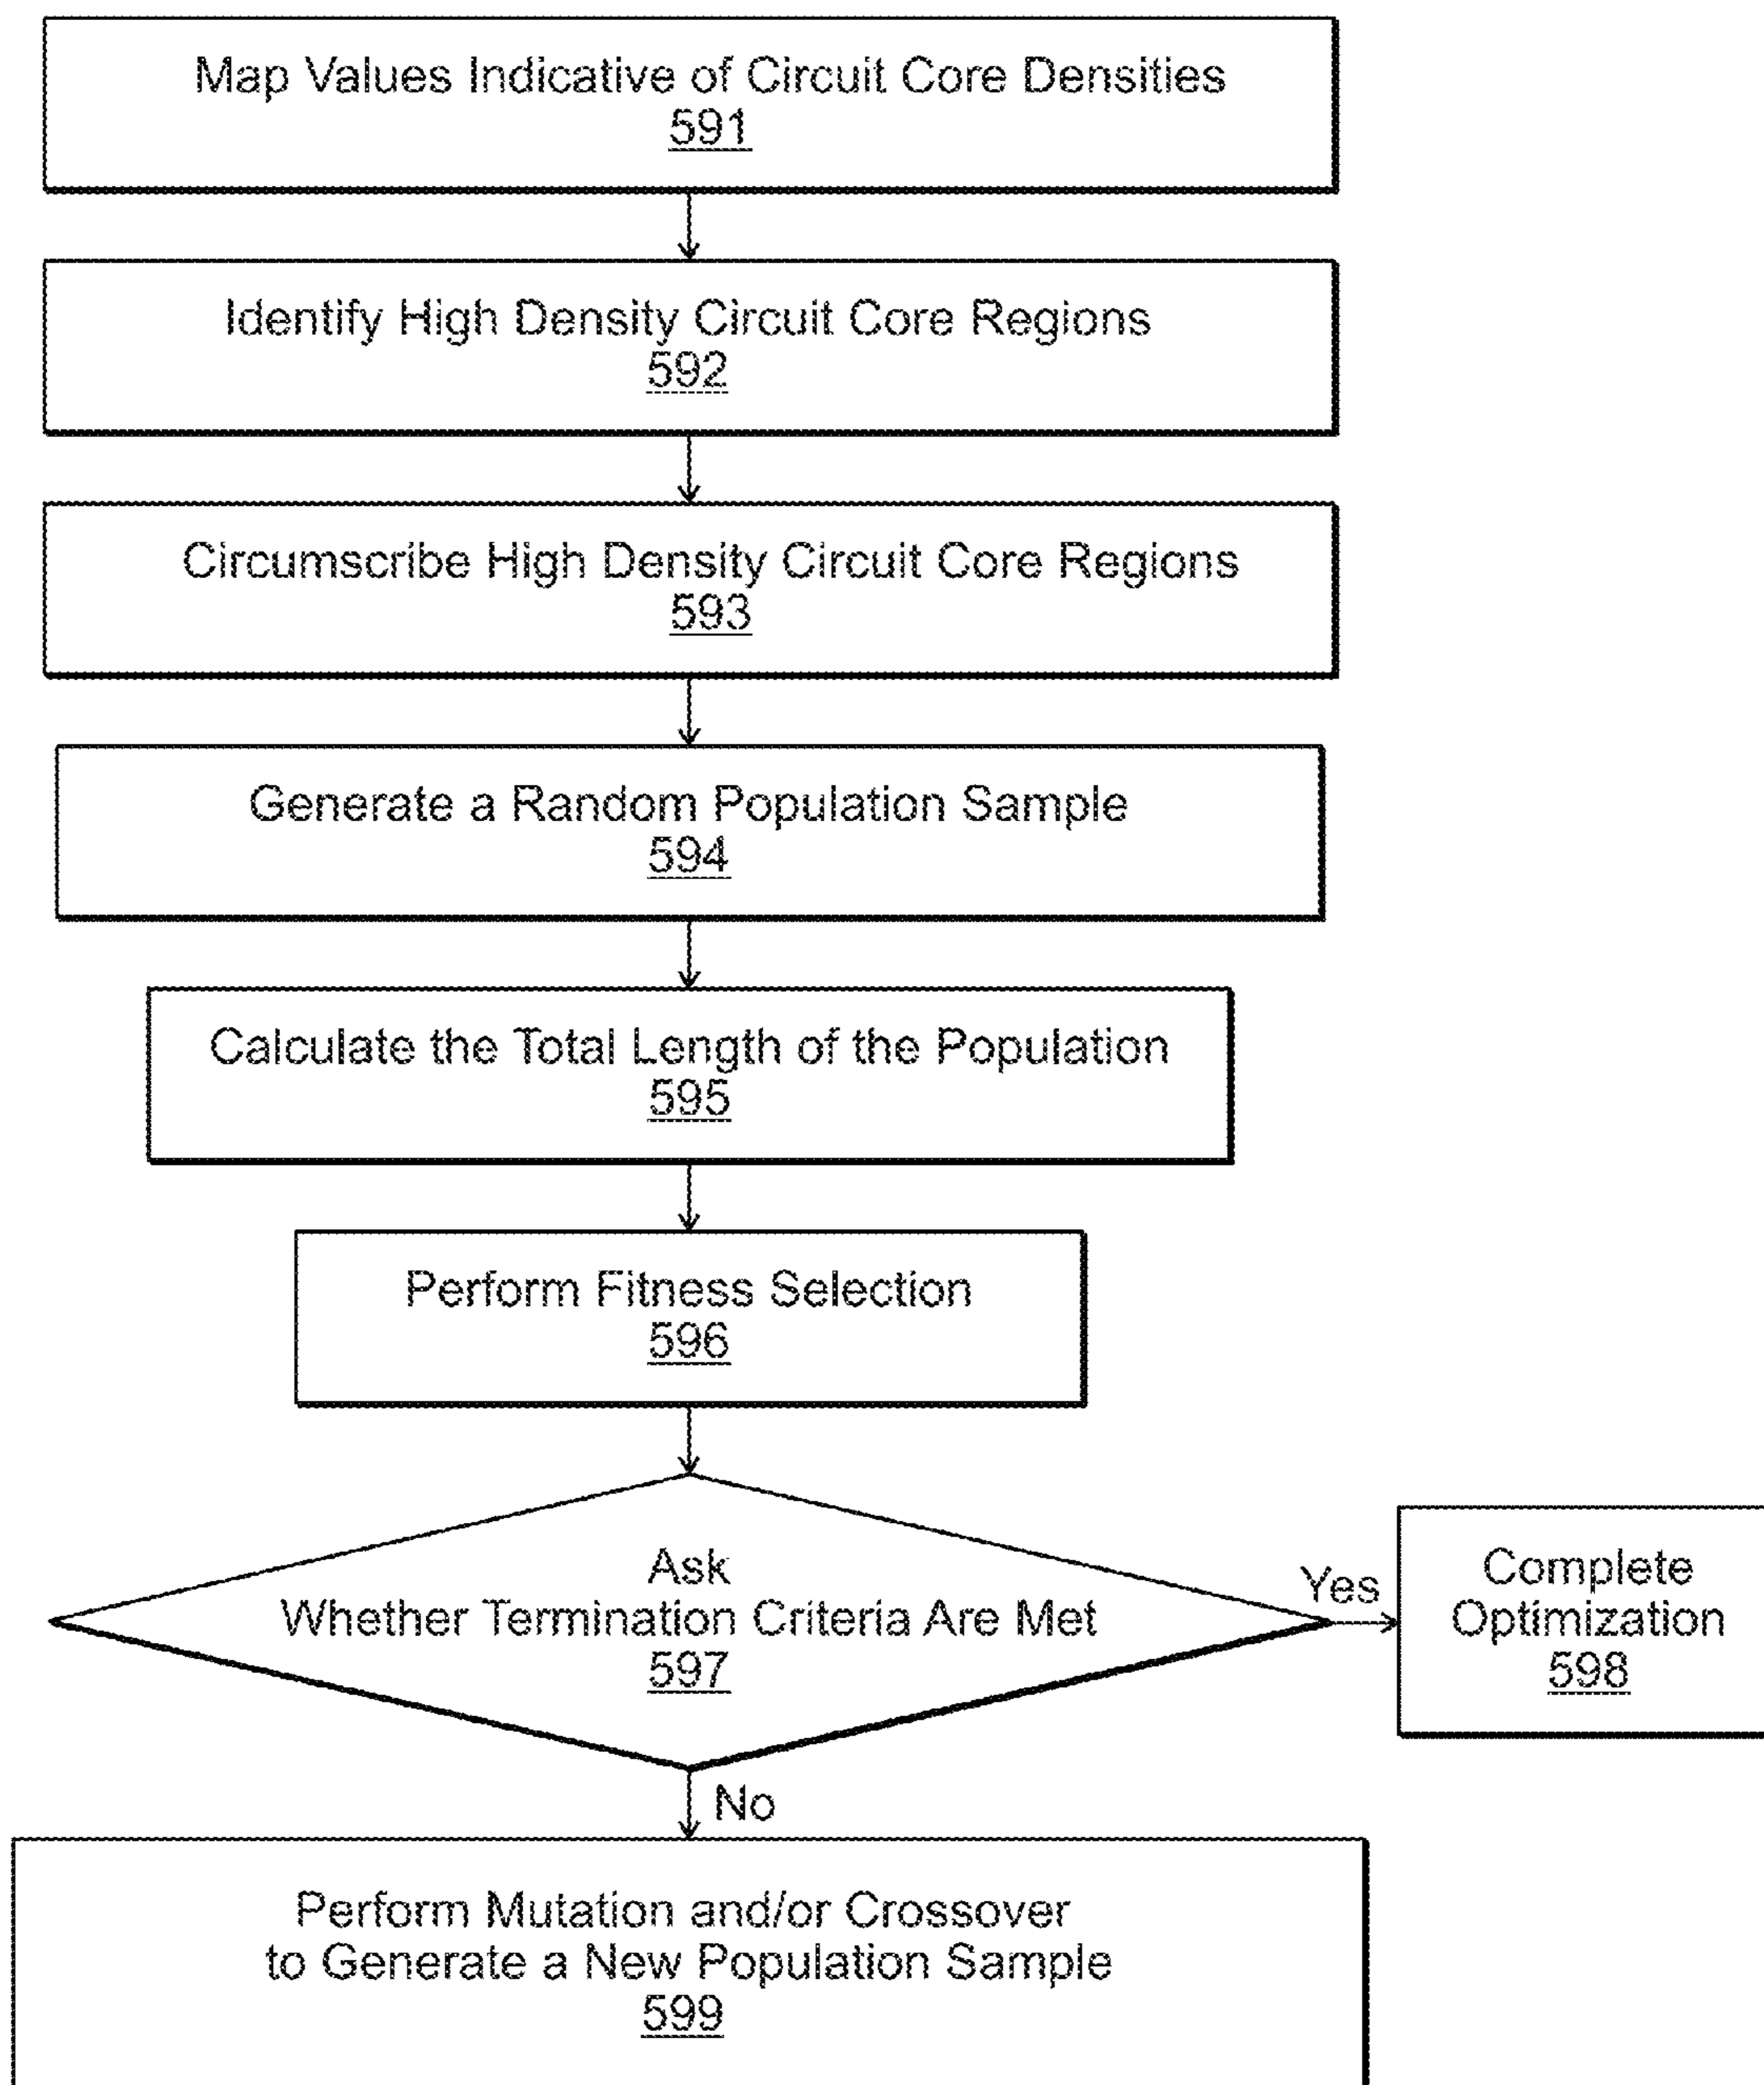 Map Values Indicative of Circuit Core Densities
591
Identify High Density Circuit Core Regions
592
Circumscribe High Density Circuit Core Regions
593
Generate a Random Population Sample
594
Calculate the Total Length of the Population
595
Perform Fitness Selection
596
Ask
Whether Termination Criteria Are Met
597
Yes
Complete
Optimization
598
No
Perform Mutation and/or Crossover
to Generate a New Population Sample
599